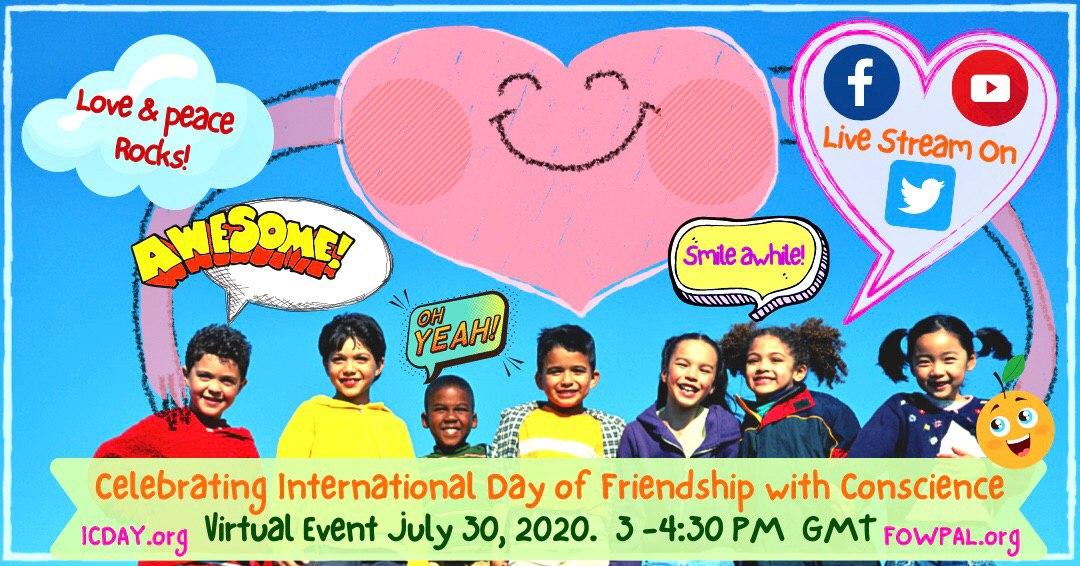 Love & peace
Rocks!
AWESOME!
OH
YEAH!
Smile awhile!
Live Stream On
Celebrating International Day of Friendship with Conscience
ICDAY.org Virtual Event July 30, 2020. 3-4:30 PM GMT FOWPAL.org